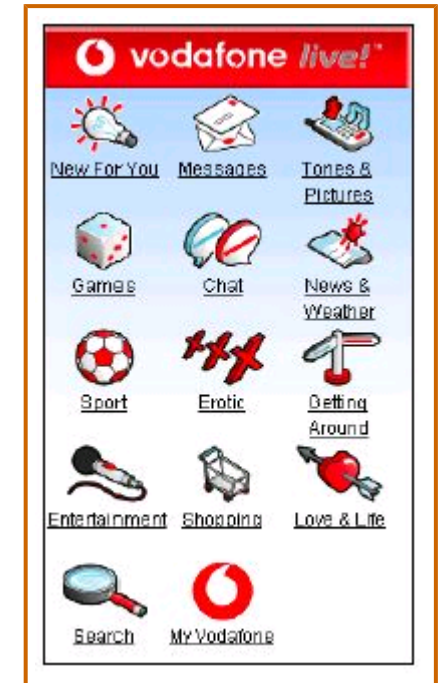 vodafone live!™
New For You Messages Tones &
Pictures
Games Chat News &
Weather
Sport Erotic Getting
Around
Entertainment Shopping Love & Life
Search My Vodafone